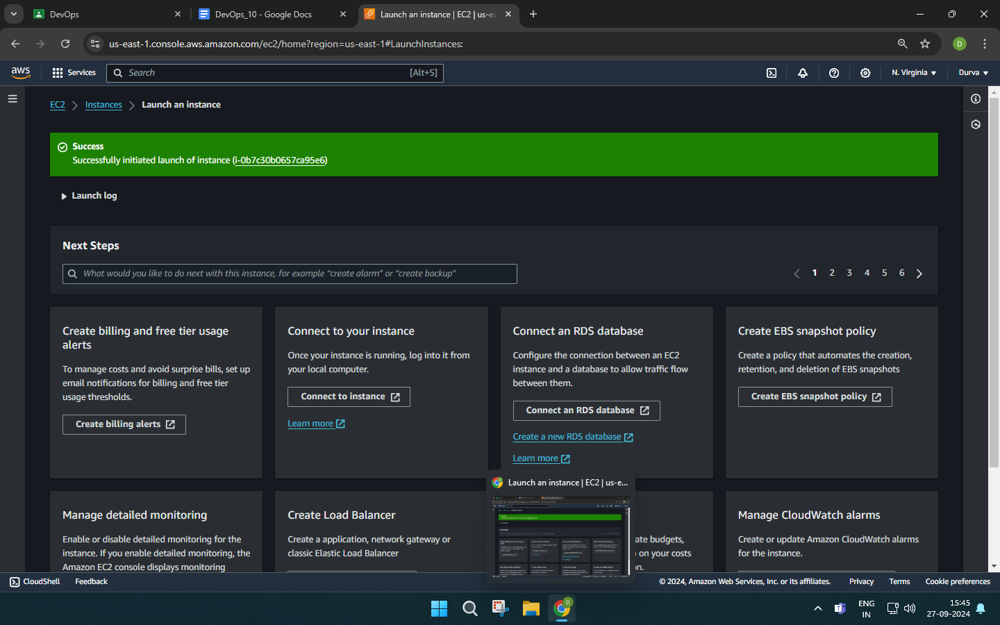 DevOps
DevOps_10 - Google Docs
Launch an instance | EC2 | us-ea
us-east-1.console.aws.amazon.com/ec2/home?region=us-east-1#LaunchInstances:
D
aws
Services
Search
[Alt+S]
N. Virginia
Durva
EC2
Instances
Launch an instance
Success
Successfully initiated launch of instance (i-0b7c30b0657ca95e6)
Launch log
Next Steps
What would you like to do next with this instance, for example “create alarm” or “create backup”
1 2 3 4 5 6
Create billing and free tier usage
alerts
To manage costs and avoid surprise bills, set up
email notifications for billing and free tier
usage thresholds.
Create billing alerts
Connect to your instance
Once your instance is running, log into it from
your local computer.
Connect to instance
Learn more
Connect an RDS database
Configure the connection between an EC2
instance and a database to allow traffic flow
between them.
Connect an RDS database
Create a new RDS database
Learn more
Create EBS snapshot policy
Create a policy that automates the creation,
retention, and deletion of EBS snapshots
Create EBS snapshot policy
Manage detailed monitoring
Enable or disable detailed monitoring for the
instance. If you enable detailed monitoring, the
Amazon EC2 console displays monitoring
Create Load Balancer
Create a application, network gateway or
classic Elastic Load Balancer
Launch an instance | EC2 | us-e...
ate budgets,
on your costs
on.
Manage CloudWatch alarms
Create or update Amazon CloudWatch alarms
for the instance.
CloudShell
Feedback
© 2024, Amazon Web Services, Inc. or its affiliates.
Privacy
Terms
Cookie preferences
D
ENG
IN
15:45
27-09-2024